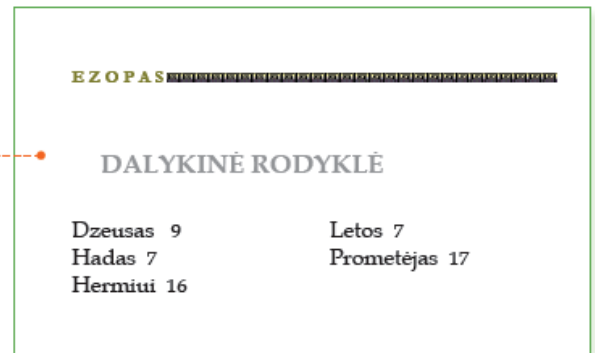 EZOPAS
DALYKINĖ RODYKLĖ
Dzeusas 9
Hadas 7
Hermiui 16
Letos 7
Prometėjas 17